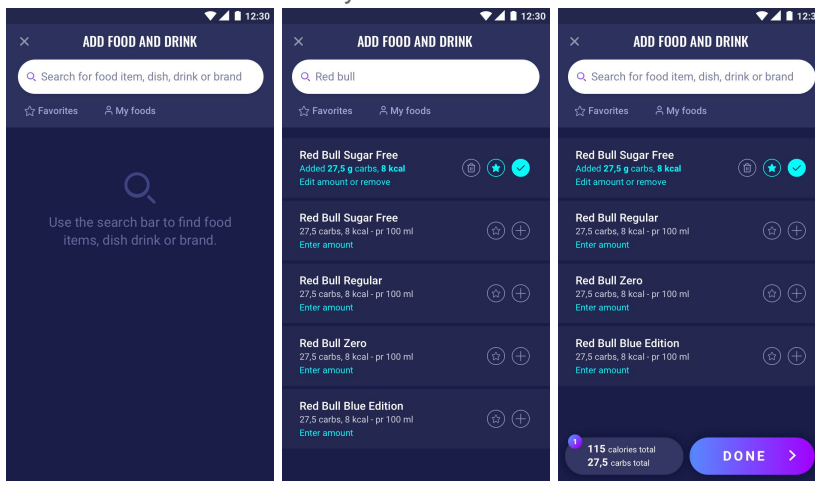 12:30
ADD FOOD AND DRINK
Search for food item, dish, drink or brand
Favorites My foods
Use the search bar to find food
items, dish drink or brand.
12:30
ADD FOOD AND DRINK
Red bull
Favorites My foods
Red Bull Sugar Free
Added 27,5 g carbs, 8 kcal
Edit amount or remove
Red Bull Sugar Free
27,5 carbs, 8 kcal - pr 100 ml
Enter amount
Red Bull Regular
27,5 carbs, 8 kcal - pr 100 ml
Enter amount
Red Bull Zero
27,5 carbs, 8 kcal - pr 100 ml
Enter amount
Red Bull Blue Edition
27,5 carbs, 8 kcal - pr 100 ml
Enter amount
12:3
ADD FOOD AND DRINK
Search for food item, dish, drink or brand
Favorites My foods
Red Bull Sugar Free
Added 27,5 g carbs, 8 kcal
Edit amount or remove
Red Bull Regular
27,5 carbs, 8 kcal - pr 100 ml
Enter amount
Red Bull Zero
27,5 carbs, 8 kcal - pr 100 ml
Enter amount
Red Bull Blue Edition
27,5 carbs, 8 kcal - pr 100 ml
Enter amount
1
115 calories total
27,5 carbs total
DONE